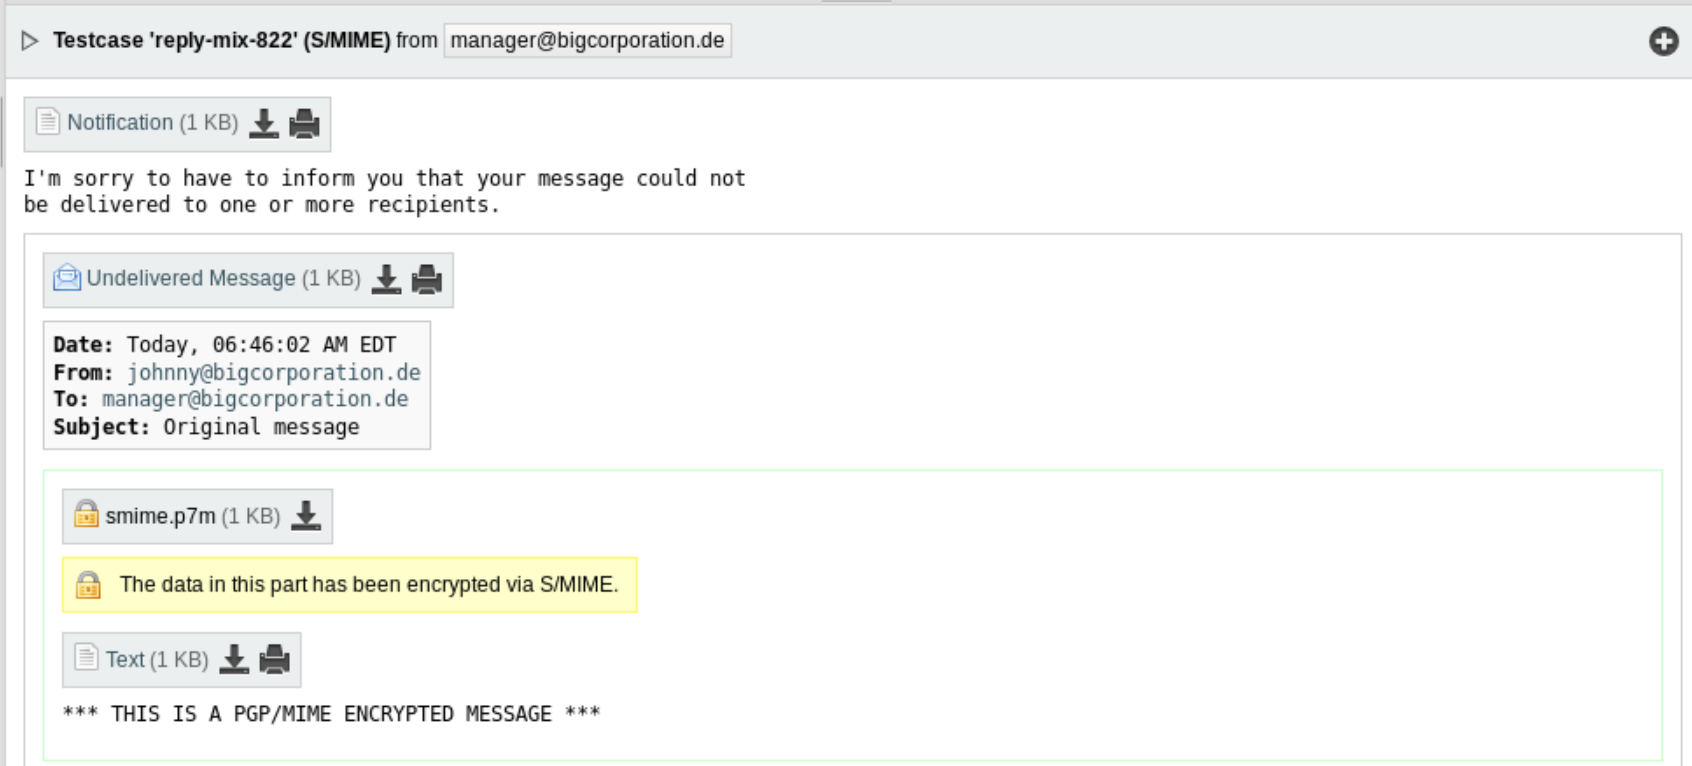 Testcase 'reply-mix-822' (S/MIME) from manager@bigcorporation.de
Notification (1 KB)
I'm sorry to have to inform you that your message could not
be delivered to one or more recipients.
Undelivered Message (1 KB)
Date: Today, 06:46:02 AM EDT
From: johnny@bigcorporation.de
To: manager@bigcorporation.de
Subject: Original message
smime.p7m (1 KB)
The data in this part has been encrypted via S/MIME.
Text (1 KB)
*** THIS IS A PGP/MIME ENCRYPTED MESSAGE ***